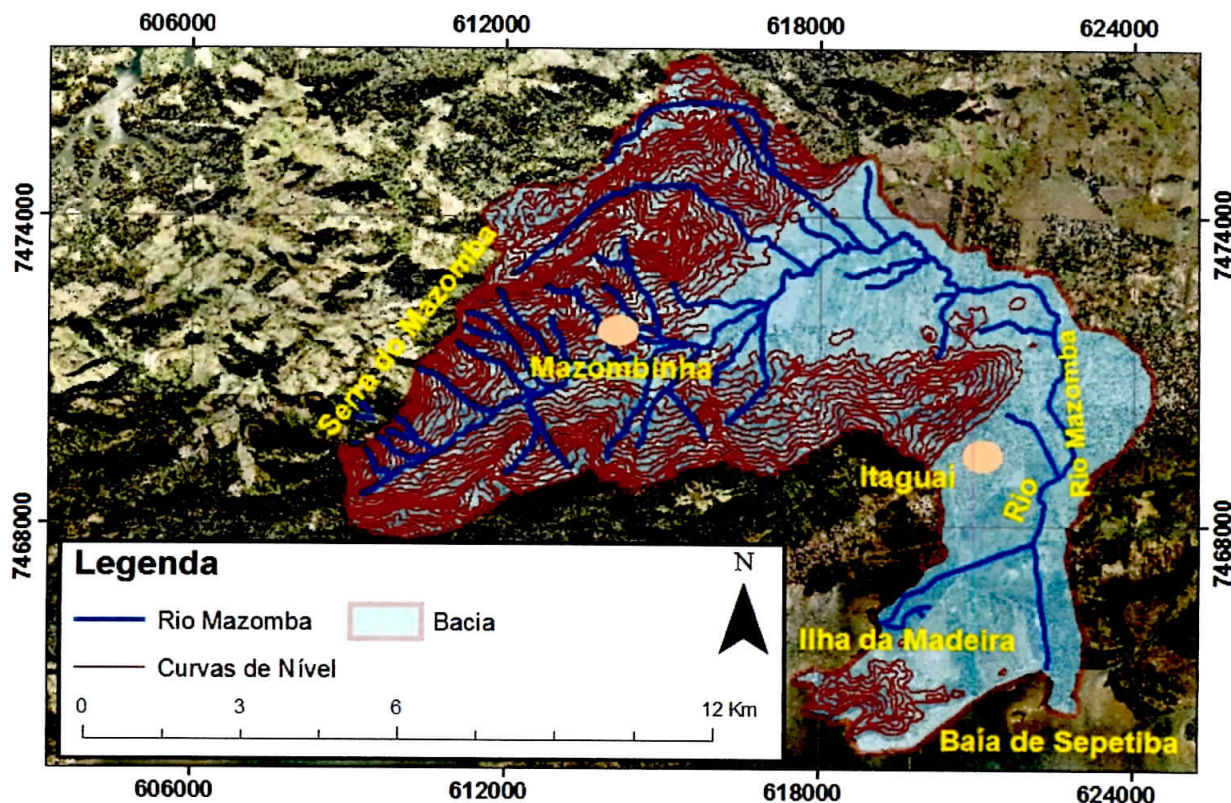 606000
612000
618000
624000
7474000
7474000
Serra do Mazomba
Mazombinha
Rio Mazomba
Itaguai
Rio
7468000
7468000
Legenda
N
Rio Mazomba
Bacia
Curvas de Nível
0
3
6
12 Km
Ilha da Madeira
Baía de Sepetiba
606000
612000
618000
624000